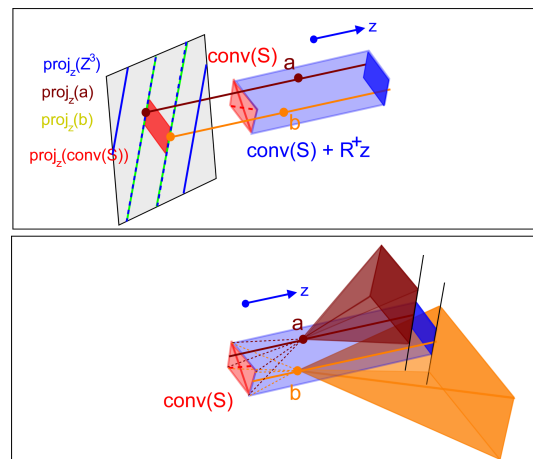 z
conv(S)
a
proj_z(Z^3)
proj_z(a)
proj_z(b)
b
proj_z(conv(S))
conv(S) + R^+z
z
a
b
conv(S)